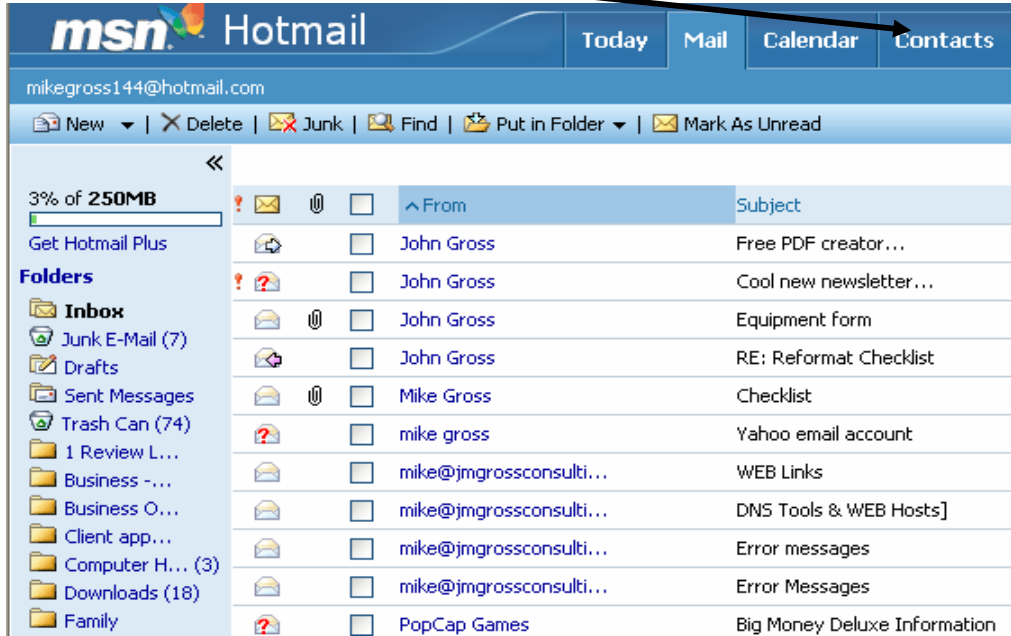 msn Hotmail Today Mail Calendar Contacts
mikegross144@hotmail.com
New | Delete | Junk | Find | Put in Folder | Mark As Unread
«
3% of 250MB
Get Hotmail Plus
Folders
Inbox
Junk E-Mail (7)
Drafts
Sent Messages
Trash Can (74)
1 Review L...
Business -...
Business O...
Client app...
Computer H... (3)
Downloads (18)
Family
! From Subject
John Gross Free PDF creator...
! John Gross Cool new newsletter...
John Gross Equipment form
John Gross RE: Reformat Checklist
Mike Gross Checklist
mike gross Yahoo email account
mike@jmgrossconsulti... WEB Links
mike@jmgrossconsulti... DNS Tools & WEB Hosts]
mike@jmgrossconsulti... Error messages
mike@jmgrossconsulti... Error Messages
PopCap Games Big Money Deluxe Information